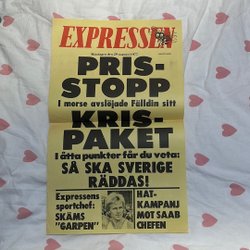 EXPRESSEN
PRIS-
STOPP
I morse avslöjade Fälldin sitt
KRIS-
PAKET
I åtta punkter får du veta:
SÅ SKA SVERIGE
RÄDDAS!
Expressens
sportchef:
SKÄMS
"GARPEN"
HAT-
KAMPANJ
MOT SAAB
CHEFEN